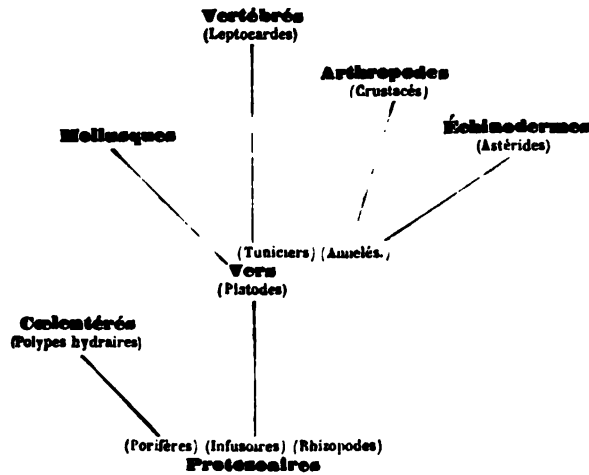 Vertébrés
(Leptocardes)
Arthropodes
(Crustacés)
Mollusques
Échinodermes
(Astérides)
(Tuniciers) (Annelés.)
Vers
(Platodes)
Cœlentérés
(Polypes hydraires)
(Porifères) (Infusoires) (Rhizopodes)
Protozoaires